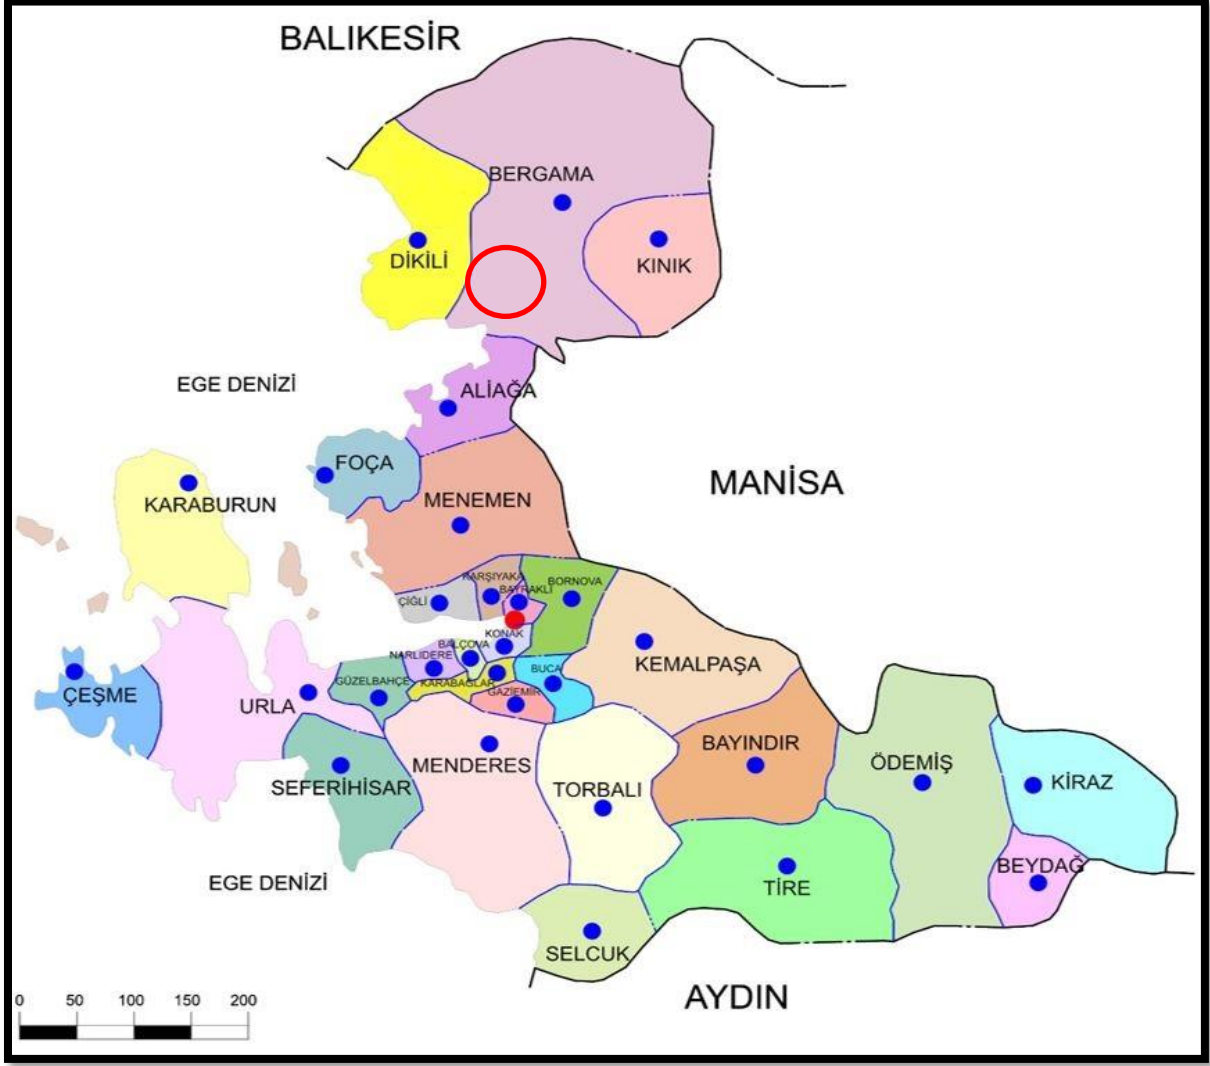 BALIKESİR
BERGAMA
DİKİLİ
KINIK
EGE DENİZİ
ALİAĞA
FOÇA
MANİSA
KARABURUN
MENEMEN
KARŞIYAKA
BAYRAKLI
BORNOVA
ÇİĞLİ
KONAK
BALÇOVA
NARLIDERE
KEMALPAŞA
BUCA
GÜZELBAHÇE
KARABAĞLAR
GAZİEMİR
ÇEŞME
URLA
BAYINDIR
MENDERES
ÖDEMİŞ
KİRAZ
SEFERİHİSAR
TORBALI
BEYDAĞ
EGE DENİZİ
TİRE
SELCUK
AYDIN
0 50 100 150 200